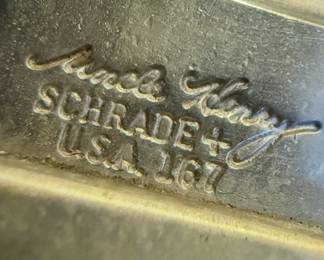 Uncle Henry
SCHRADE+
U.S.A. 167